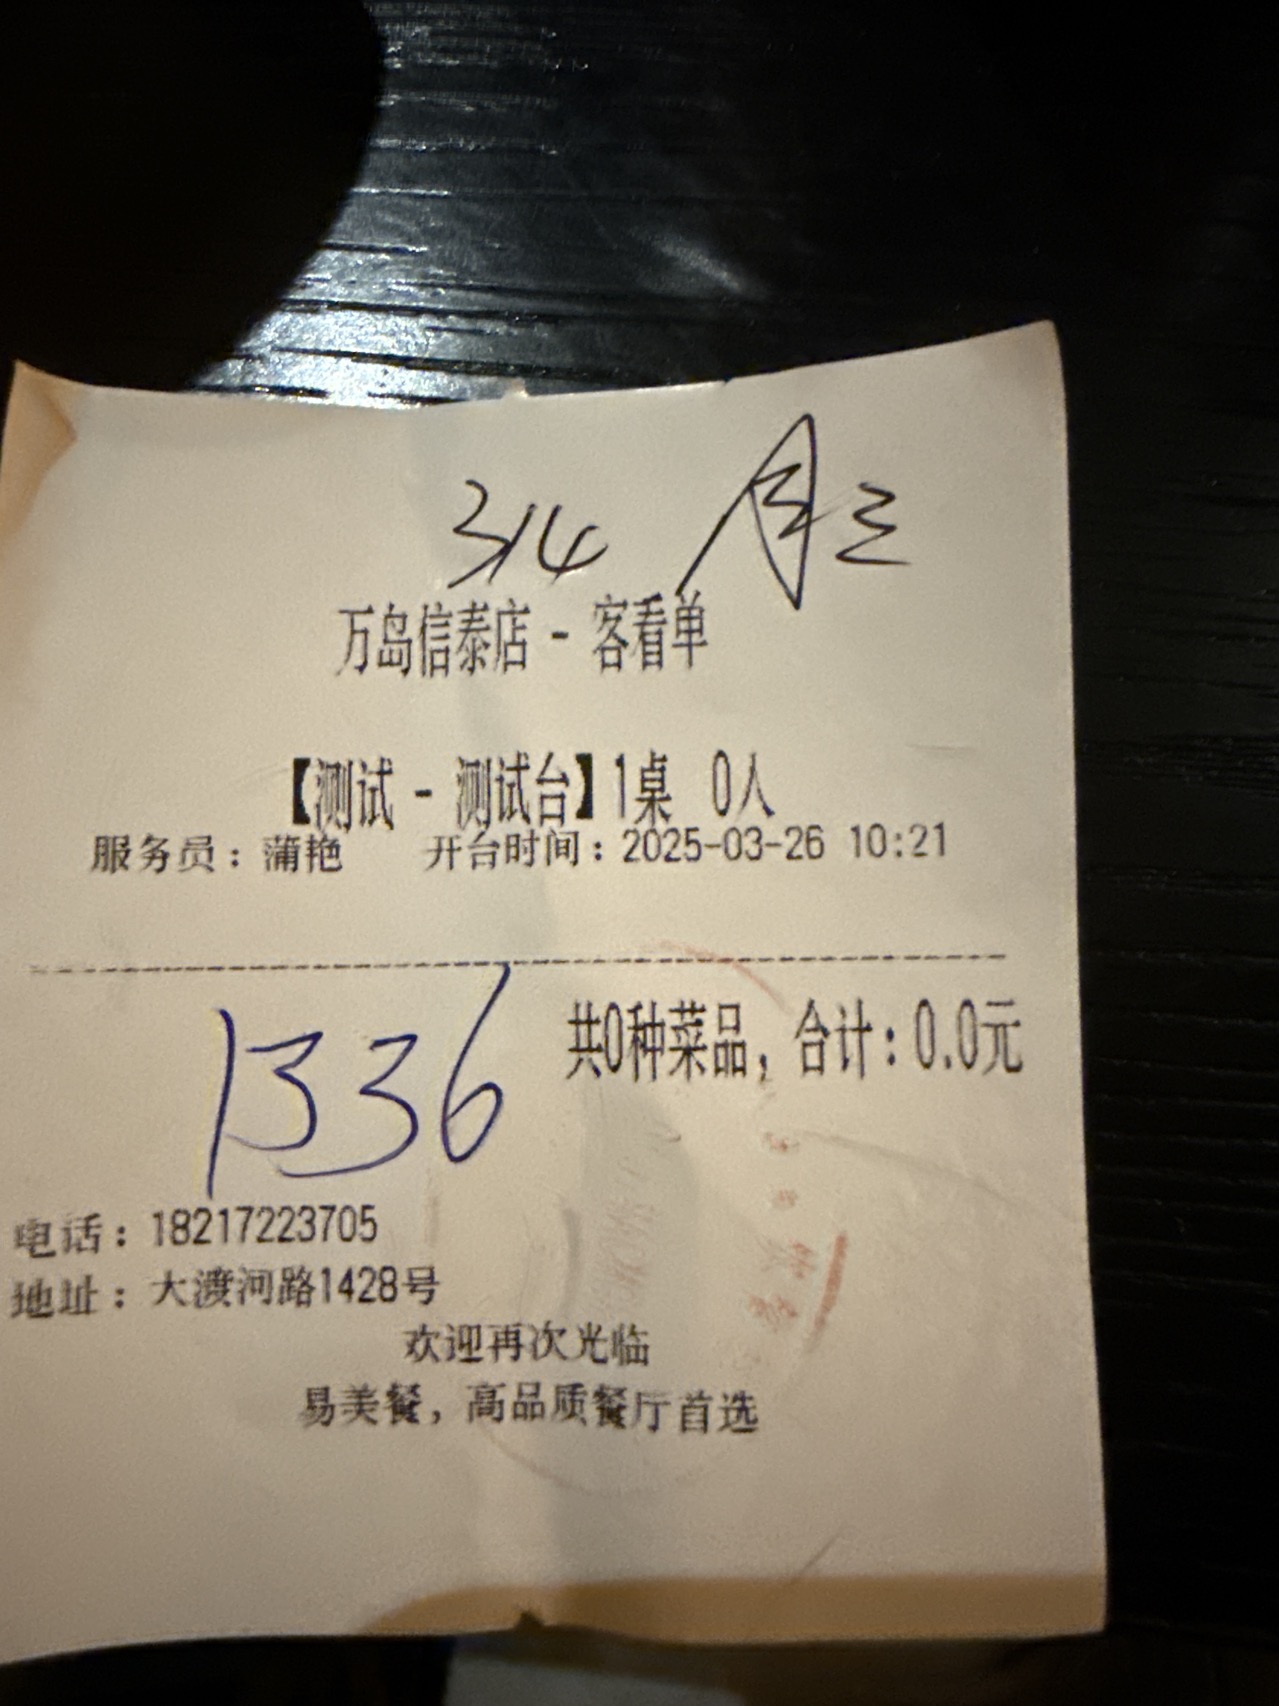 314 月三
万岛信泰店 - 客看单
【测试 - 测试台】1桌 0人
服务员：蒲艳 开台时间：2025-03-26 10:21
共0种菜品，合计：0.0元
1336
电话：18217223705
地址：大渡河路1428号
欢迎再次光临
易美餐，高品质餐厅首选